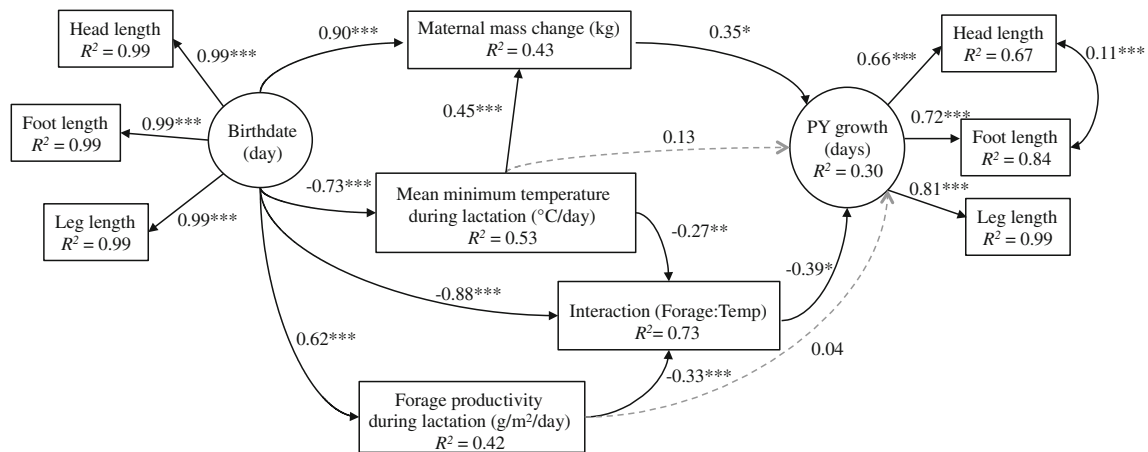 Head length
R² = 0.99
0.99***
0.90***
Maternal mass change (kg)
R² = 0.43
0.35*
Head length
R² = 0.67
0.66***
0.11***
Foot length
R² = 0.99
0.99***
Birthdate
(day)
0.45***
0.13
PY growth
(days)
R² = 0.30
0.72***
Foot length
R² = 0.84
Leg length
R² = 0.99
0.99***
-0.73***
Mean minimum temperature
during lactation (°C/day)
R² = 0.53
0.81***
Leg length
R² = 0.99
-0.27**
-0.39*
-0.88***
Interaction (Forage:Temp)
R²= 0.73
0.62***
0.04
-0.33***
Forage productivity
during lactation (g/m²/day)
R² = 0.42